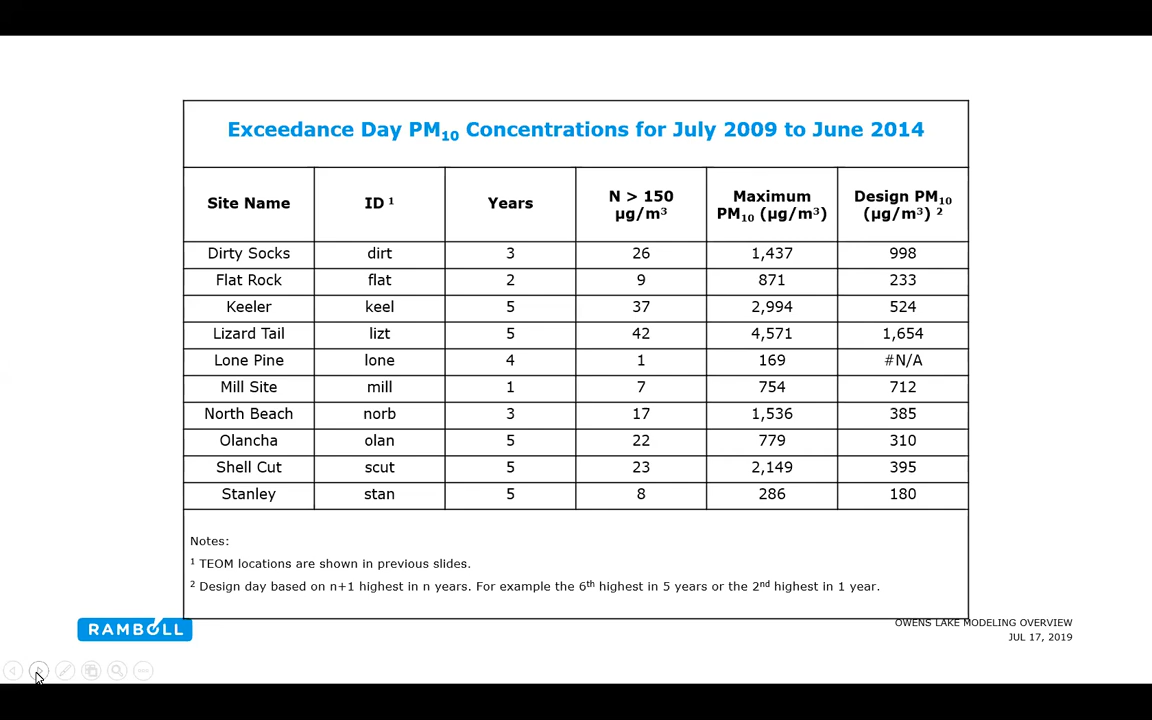 Exceedance Day PM₁₀ Concentrations for July 2009 to June 2014
Site Name ID ¹ Years N > 150 µg/m³ Maximum PM₁₀ (µg/m³) Design PM₁₀ (µg/m³) ²
Dirty Socks dirt 3 26 1,437 998
Flat Rock flat 2 9 871 233
Keeler keel 5 37 2,994 524
Lizard Tail lizt 5 42 4,571 1,654
Lone Pine lone 4 1 169 #N/A
Mill Site mill 1 7 754 712
North Beach norb 3 17 1,536 385
Olancha olan 5 22 779 310
Shell Cut scut 5 23 2,149 395
Stanley stan 5 8 286 180
Notes:
¹ TEOM locations are shown in previous slides.
² Design day based on n+1 highest in n years. For example the 6th highest in 5 years or the 2nd highest in 1 year.
RAMBOLL
OWENS LAKE MODELING OVERVIEW
JUL 17, 2019